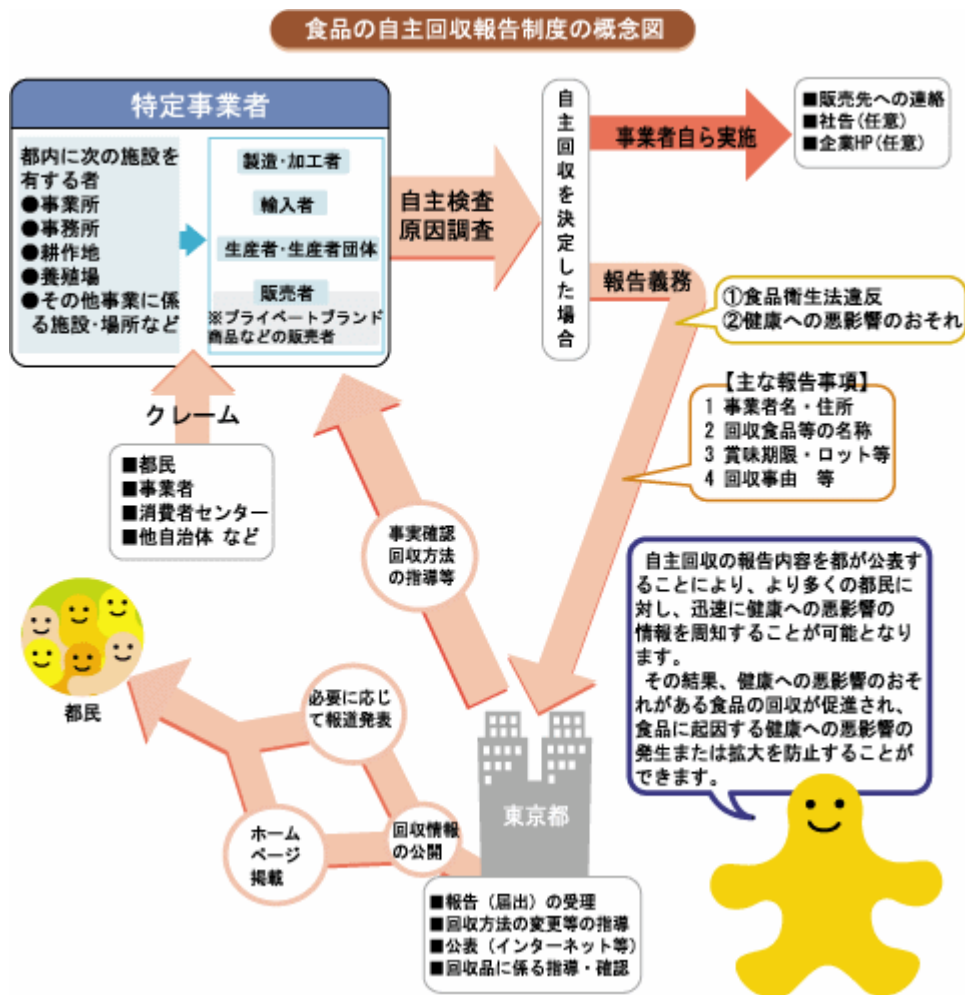 食品の自主回収報告制度の概念図
特定事業者
都内に次の施設を
有する者
●事業所
●事務所
●耕作地
●養殖場
●その他事業に係
る施設・場所など
製造・加工者
輸入者
生産者・生産者団体
販売者
※プライベートブランド
商品などの販売者
自主検査
原因調査
自主回収を決定した場合
事業者自ら実施
■販売先への連絡
■社告(任意)
■企業HP(任意)
報告義務
①食品衛生法違反
②健康への悪影響のおそれ
【主な報告事項】
1 事業者名・住所
2 回収食品等の名称
3 賞味期限・ロット等
4 回収事由 等
クレーム
■都民
■事業者
■消費者センター
■他自治体 など
事実確認
回収方法
の指導等
自主回収の報告内容を都が公表す
ることにより、より多くの都民に
対し、迅速に健康への悪影響の
情報を周知することが可能となり
ます。
その結果、健康への悪影響のおそ
れがある食品の回収が促進され、
食品に起因する健康への悪影響の
発生または拡大を防止することが
できます。
都民
必要に応じ
て報道発表
ホーム
ページ
掲載
回収情報
の公開
東京都
■報告（届出）の受理
■回収方法の変更等の指導
■公表（インターネット等）
■回収品に係る指導・確認